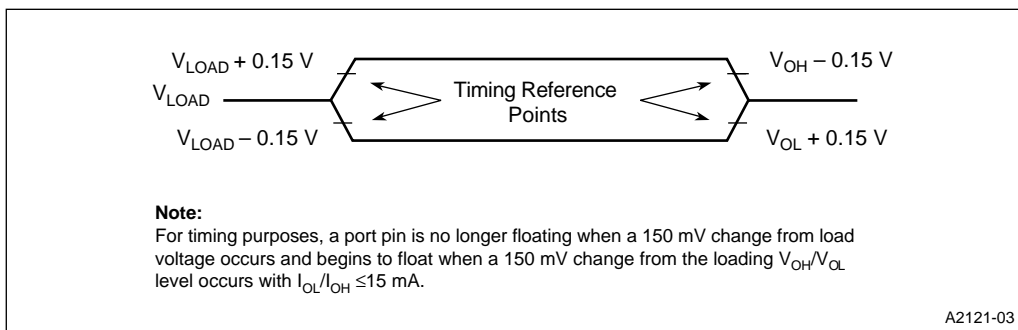 V_LOAD + 0.15 V
V_OH – 0.15 V
V_LOAD
Timing Reference
Points
V_LOAD – 0.15 V
V_OL + 0.15 V
Note:
For timing purposes, a port pin is no longer floating when a 150 mV change from load
voltage occurs and begins to float when a 150 mV change from the loading V_OH/V_OL
level occurs with I_OL/I_OH ≤15 mA.
A2121-03